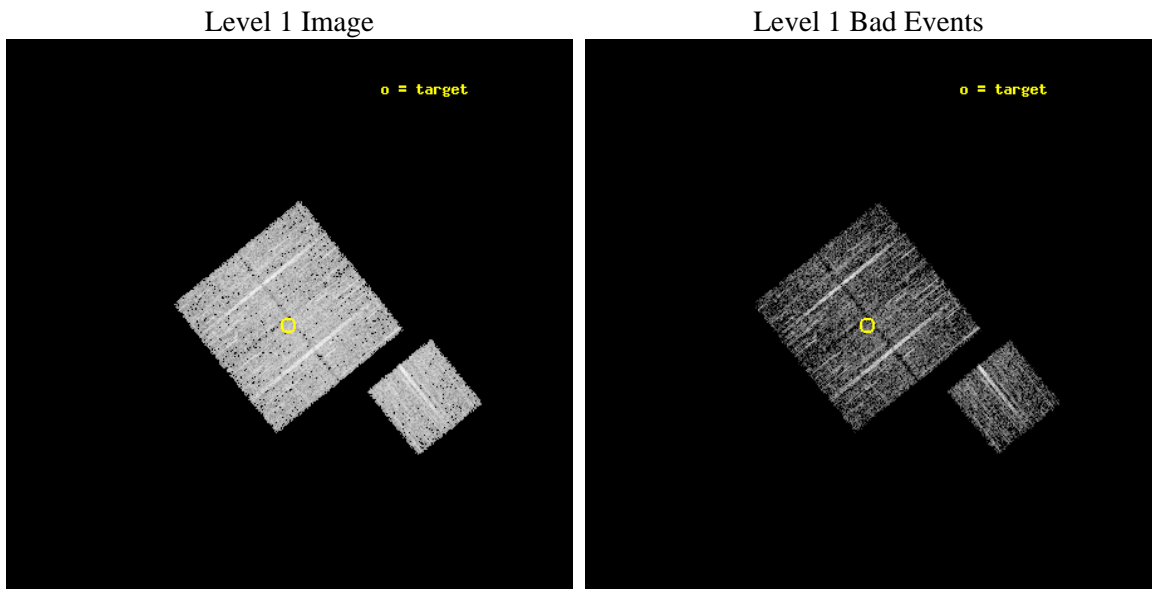 Level 1 Image
Level 1 Bad Events
o = target
o = target